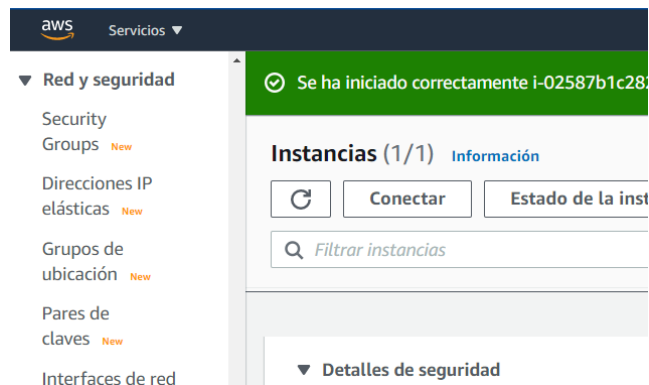 aws
Servicios
Red y seguridad
Security
Groups New
Direcciones IP
elásticas New
Grupos de
ubicación New
Pares de
claves New
Interfaces de red
Se ha iniciado correctamente i-02587b1c282
Instancias (1/1) Información
Conectar
Estado de la inst
Filtrar instancias
Detalles de seguridad